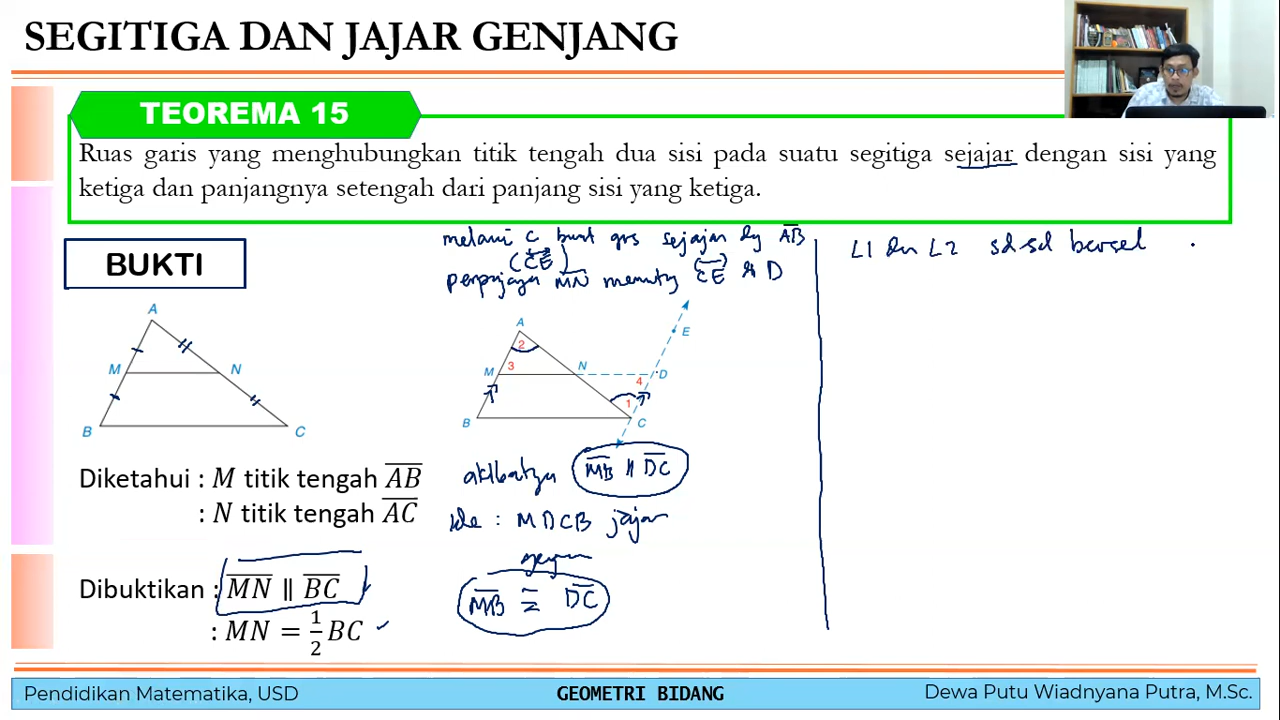 SEGITIGA DAN JAJAR GENJANG
TEOREMA 15
Ruas garis yang menghubungkan titik tengah dua sisi pada suatu segitiga sejajar dengan sisi yang
ketiga dan panjangnya setengah dari panjang sisi yang ketiga.
BUKTI
melalui C buat grs sejajar dg AB
(CE)
perpjgn MN memotg CE di D
L1 dan L2 sd-sd bersel
A
M N
B C
A
2
E
M 3 N D
4
1
B C
Diketahui : M titik tengah AB
: N titik tengah AC
akibatnya MB // DC
Ide : MDCB jajar
Dibuktikan : MN ∥ BC
: MN = 1/2 BC
MB ≅ DC
Pendidikan Matematika, USD
GEOMETRI BIDANG
Dewa Putu Wiadnyana Putra, M.Sc.